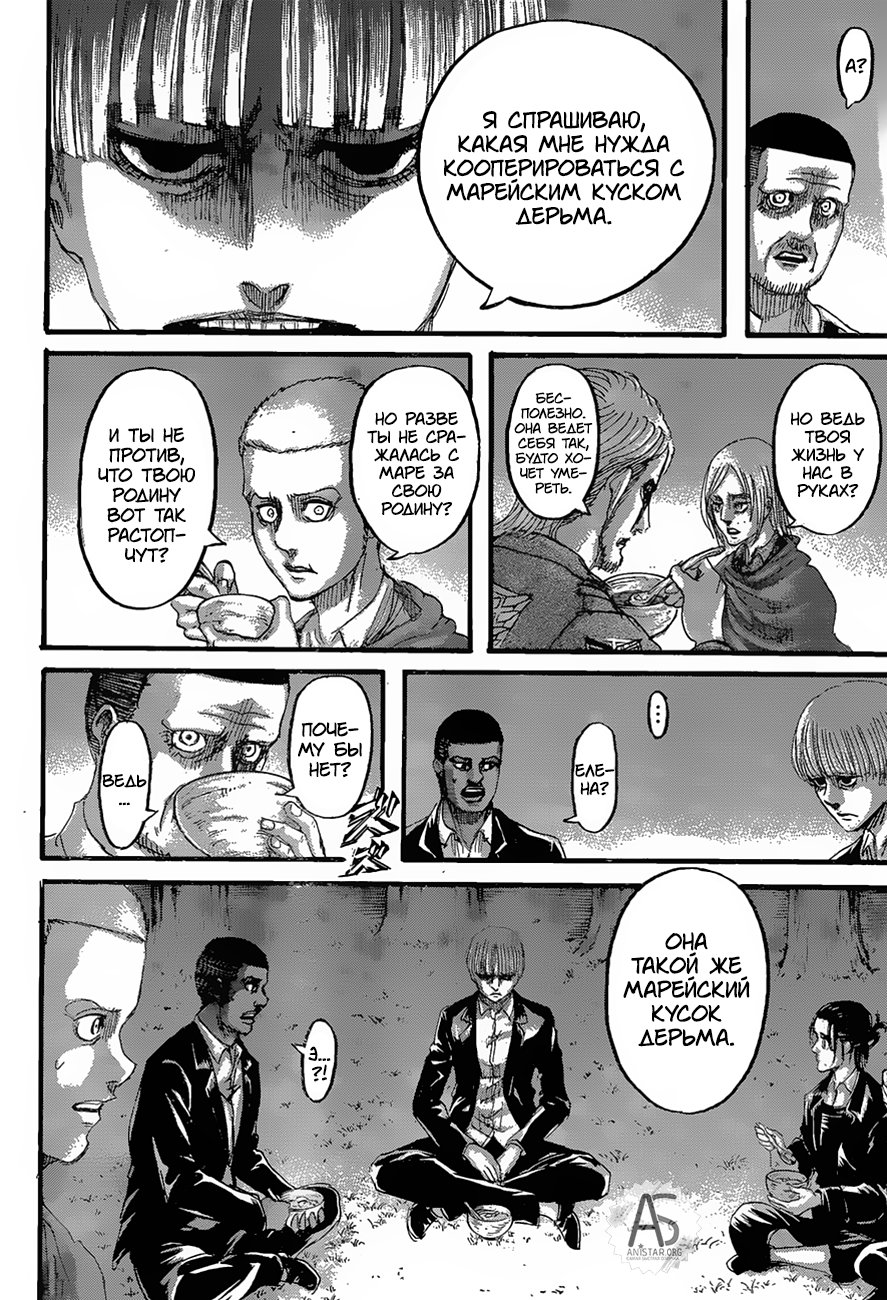 Я СПРАШИВАЮ,
КАКАЯ МНЕ НУЖДА
КООПЕРИРОВАТЬСЯ С
МАРЕЙСКИМ КУСКОМ
ДЕРЬМА.
А?
И ТЫ НЕ
ПРОТИВ,
ЧТО ТВОЮ
РОДИНУ
ВОТ ТАК
РАСТОП-
ЧУТ?
НО РАЗВЕ
ТЫ НЕ СРА-
ЖАЛАСЬ С
МАРЕ ЗА
СВОЮ
РОДИНУ?
БЕС-
ПОЛЕЗНО.
ОНА ВЕДЕТ
СЕБЯ ТАК,
БУДТО ХО-
ЧЕТ УМЕ-
РЕТЬ.
НО ВЕДЬ
ТВОЯ
ЖИЗНЬ У
НАС В
РУКАХ?
ВЕДЬ
...
ПОЧЕ-
МУ БЫ
НЕТ?
ЕЛЕ-
НА?
...
ОНА
ТАКОЙ ЖЕ
МАРЕЙСКИЙ
КУСОК
ДЕРЬМА.
Э...
?!
AS
ANISTAR.ORG